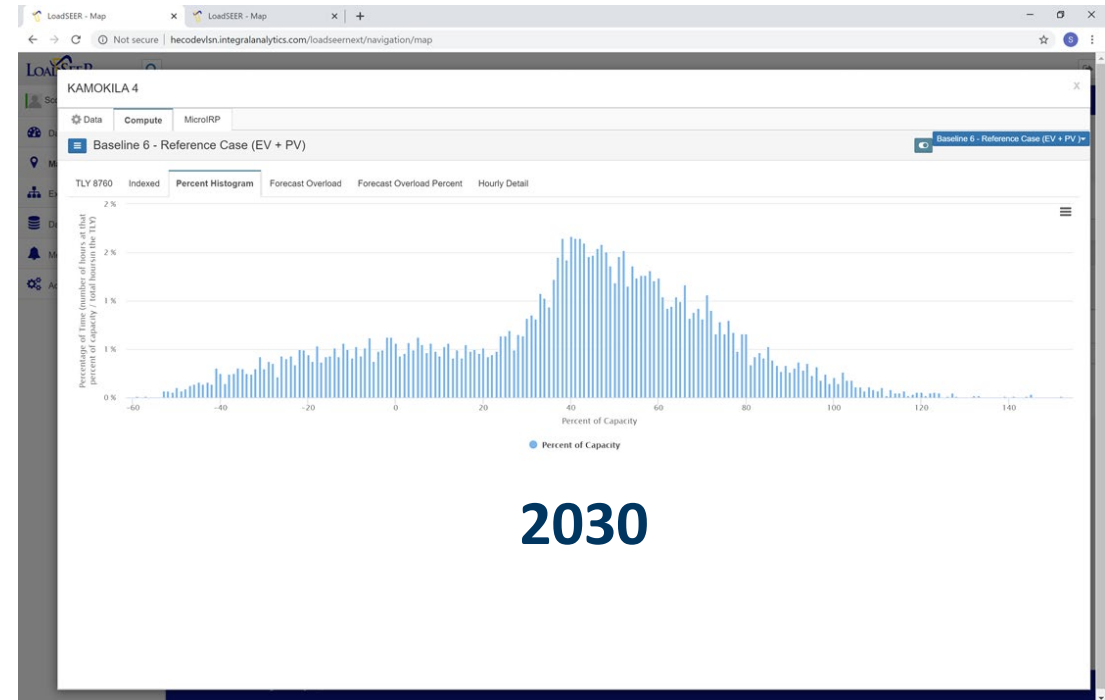 LoadSEER - Map
LoadSEER - Map
Not secure | hecodevlsn.integralanalytics.com/loadseernext/navigation/map
S
KAMOKILA 4
X
Data Compute MicroIRP
Baseline 6 - Reference Case (EV + PV)
Baseline 6 - Reference Case (EV + PV )
TLY 8760 Indexed Percent Histogram Forecast Overload Forecast Overload Percent Hourly Detail
Percentage of Time (number of hours at that
percent of capacity / total hoursin the TLY)
2 %
2 %
1 %
1 %
0 %
-60 -40 -20 0 20 40 60 80 100 120 140
Percent of Capacity
Percent of Capacity
2030